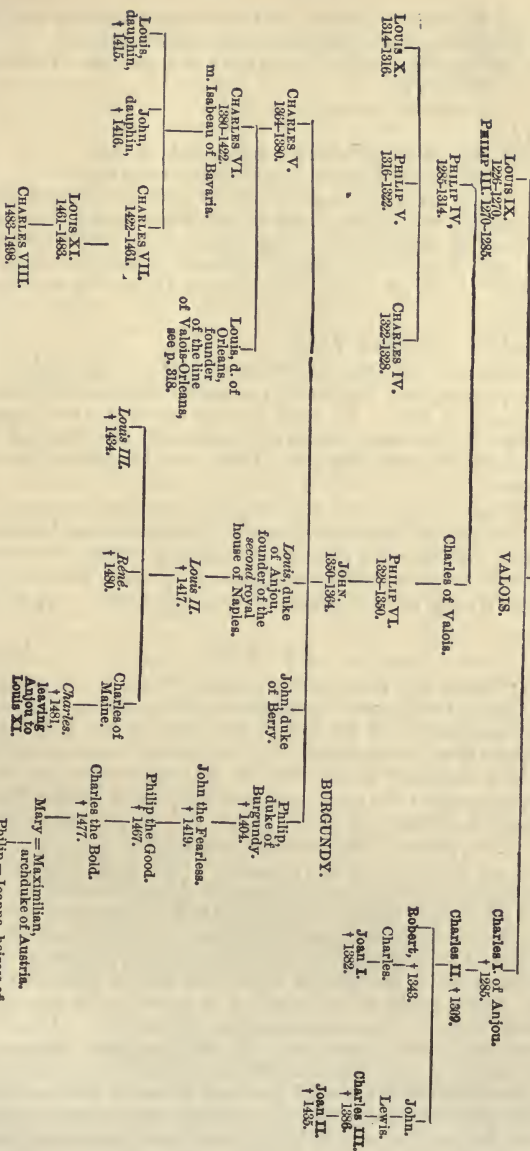 LOUIS IX.
1226–1270.
PHILIP III. 1270–1285.
Charles I. of Anjou.
† 1285.
VALOIS.
PHILIP IV.
1285–1314.
Charles of Valois.
Charles II. † 1309.
LOUIS X.
1314–1316.
PHILIP V.
1316–1322.
CHARLES IV.
1322–1328.
PHILIP VI.
1328–1350.
JOHN.
1350–1364.
Robert, † 1343.
Charles.
Joan I.
† 1382.
John.
Lewis.
Charles III.
† 1386.
Joan II.
† 1435.
BURGUNDY.
CHARLES V.
1364–1380.
Louis, duke
of Anjou,
founder of the
second royal
house of Naples.
John, duke
of Berry.
Philip,
duke of
Burgundy.
† 1404.
CHARLES VI.
1380–1422.
m. Isabeau of Bavaria.
Louis, d. of
Orleans,
founder
of the line
of Valois-Orleans,
see p. 318.
Louis II.
† 1417.
John the Fearless.
† 1419.
Philip the Good.
† 1467.
Charles the Bold.
† 1477.
Louis,
dauphin,
† 1415.
John,
dauphin,
† 1416.
CHARLES VII.
1422–1461.
LOUIS XI.
1461–1483.
CHARLES VIII.
1483–1498.
Louis III.
† 1434.
Réné.
† 1480.
Charles of
Maine.
Charles.
† 1481,
leaving
Anjou to
Louis XI.
Mary = Maximilian,
archduke of Austria.